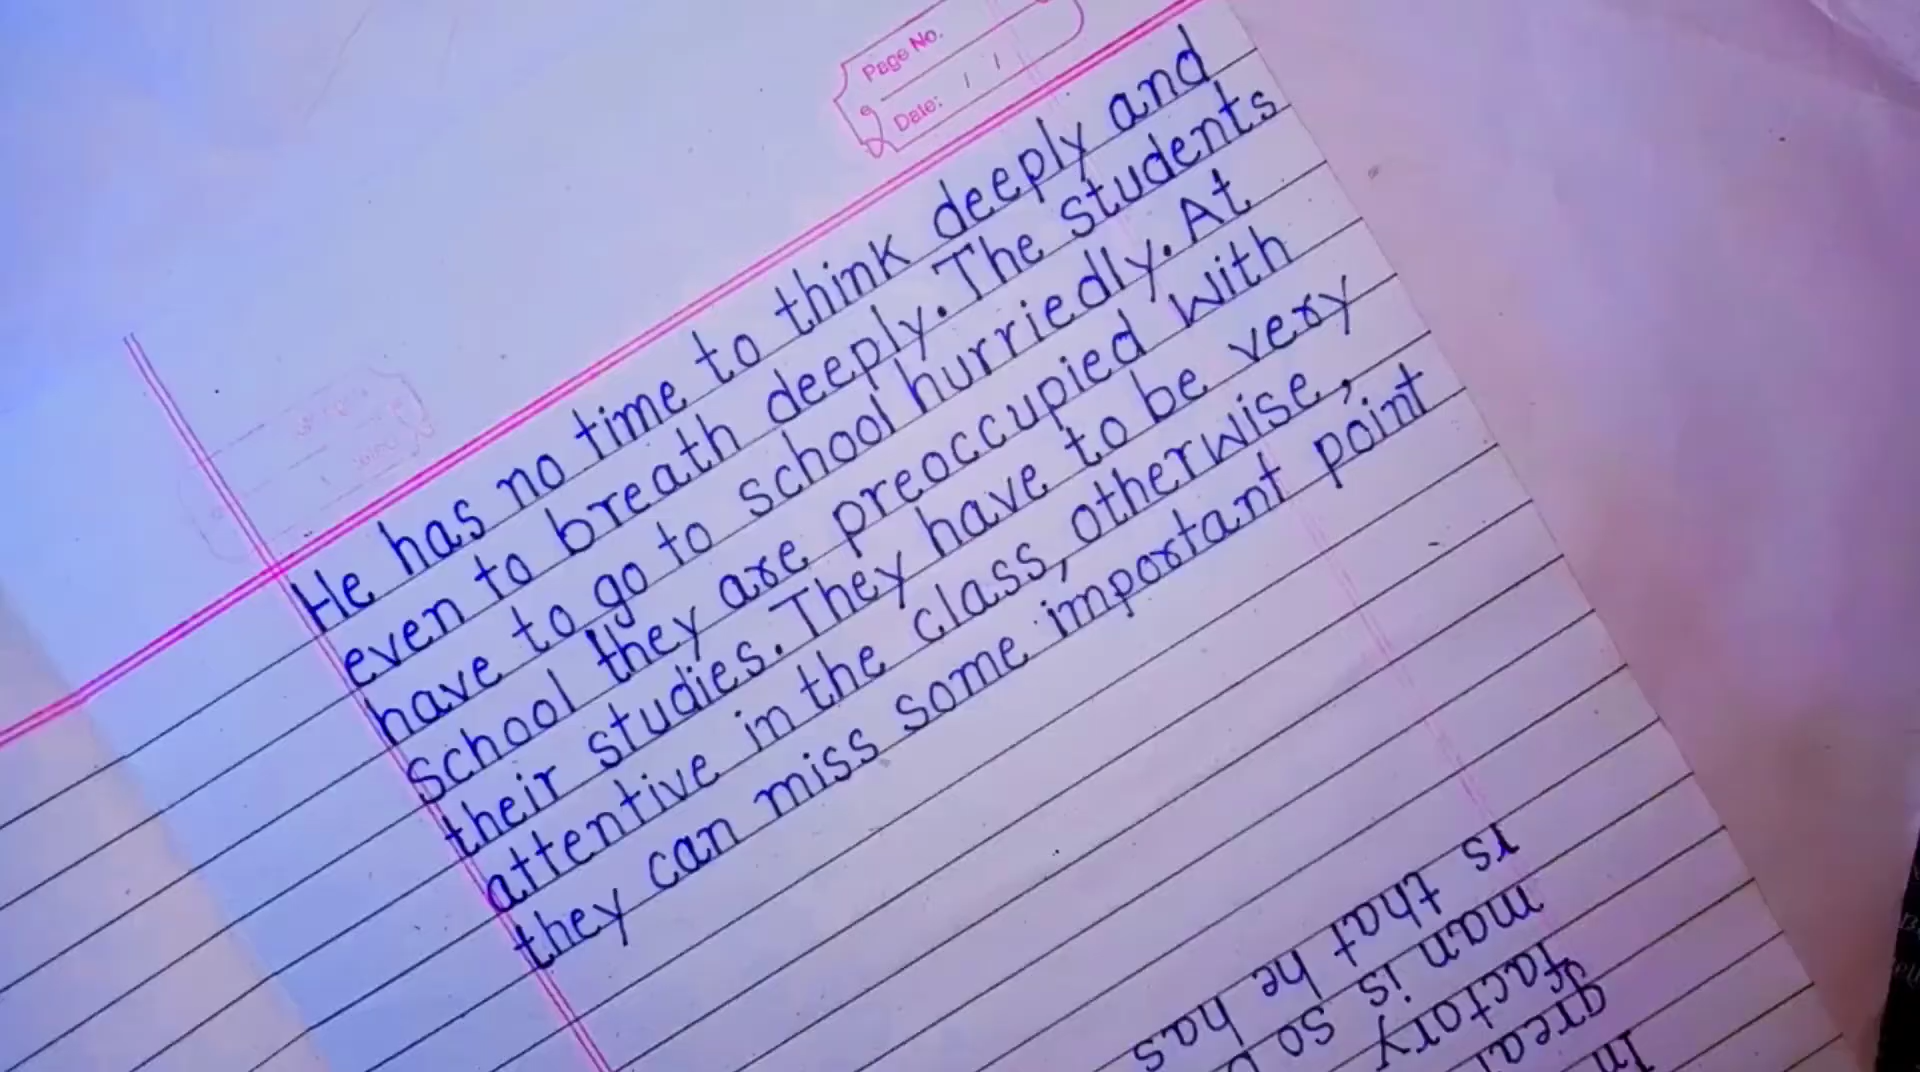 Page No.
Date:
He has no time to think deeply and
even to breath deeply. The students
have to go to school hurriedly. At
School they are preoccupied with
their studies. They have to be very
attentive in the class, otherwise,
they can miss some important point
In
grea
factory
man is so
rs that he has